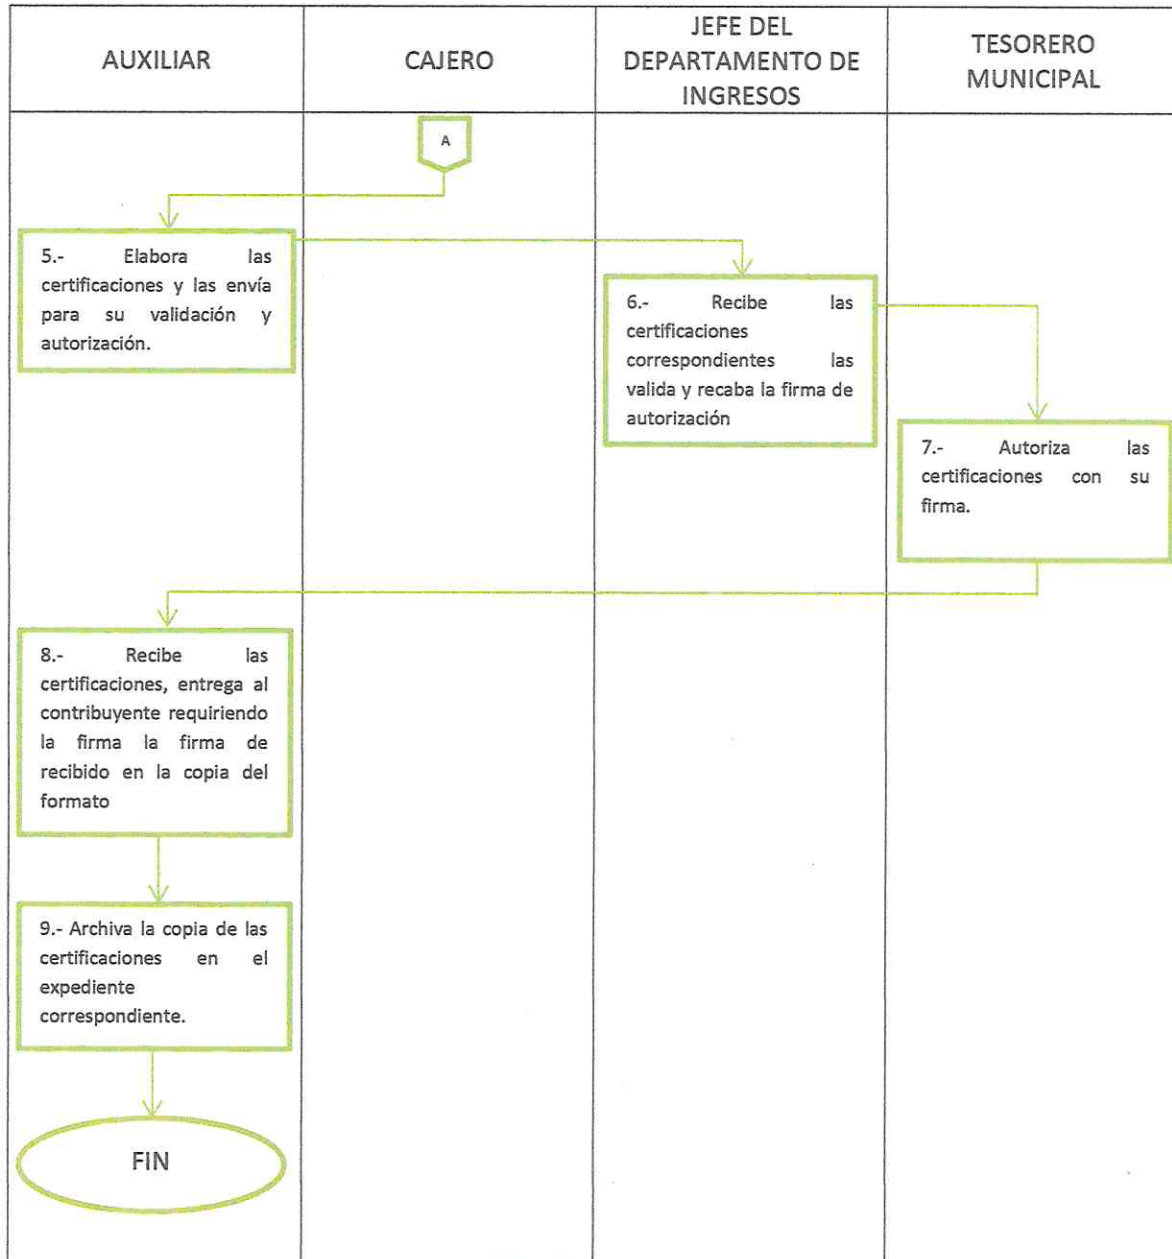 AUXILIAR
CAJERO
JEFE DEL
DEPARTAMENTO DE
INGRESOS
TESORERO
MUNICIPAL
A
5.- Elabora las
certificaciones y las envía
para su validación y
autorización.
6.- Recibe las
certificaciones
correspondientes las
valida y recaba la firma de
autorización
7.- Autoriza las
certificaciones con su
firma.
8.- Recibe las
certificaciones, entrega al
contribuyente requiriendo
la firma la firma de
recibido en la copia del
formato
9.- Archiva la copia de las
certificaciones en el
expediente
correspondiente.
FIN